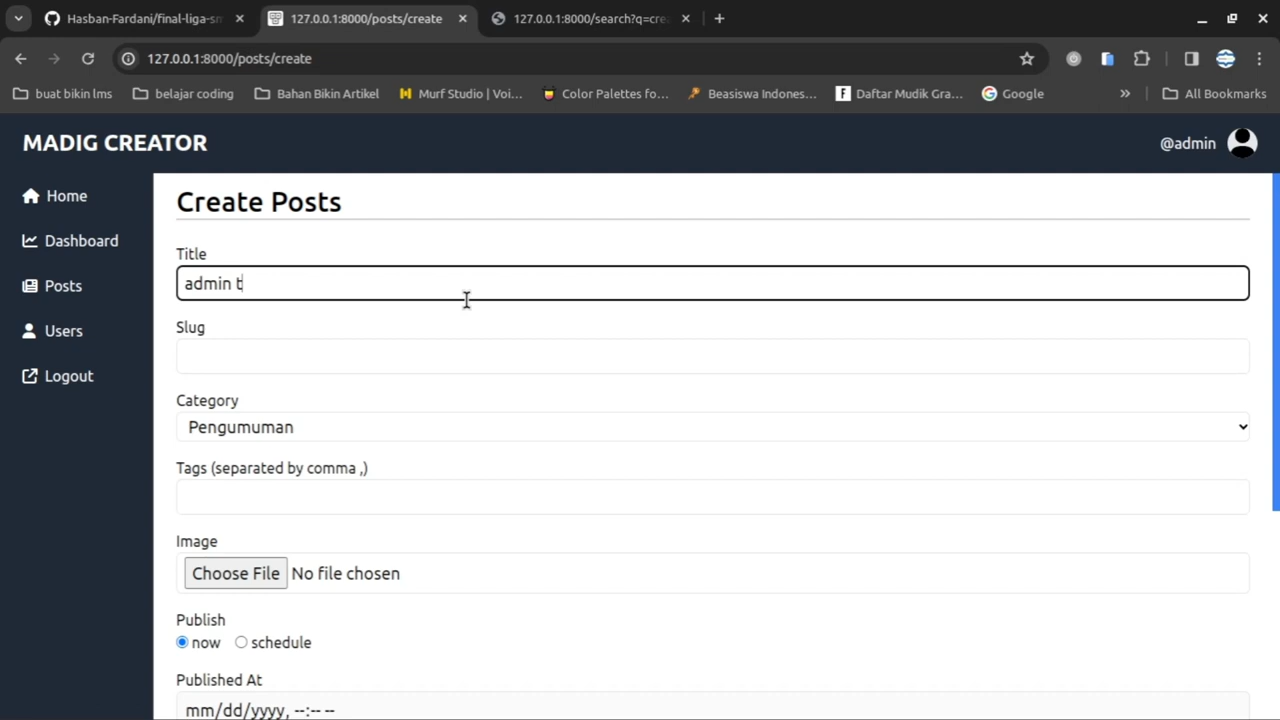 Hasban-Fardani/final-liga-sm
127.0.0.1:8000/posts/create
127.0.0.1:8000/search?q=cre
127.0.0.1:8000/posts/create
buat bikin lms
belajar coding
Bahan Bikin Artikel
Murf Studio | Voi...
Color Palettes fo...
Beasiswa Indones...
Daftar Mudik Gra...
Google
All Bookmarks
MADIG CREATOR
@admin
Home
Dashboard
Posts
Users
Logout
Create Posts
Title
admin t
Slug
Category
Pengumuman
Tags (separated by comma ,)
Image
Choose File No file chosen
Publish
now schedule
Published At
mm/dd/yyyy, --:-- --